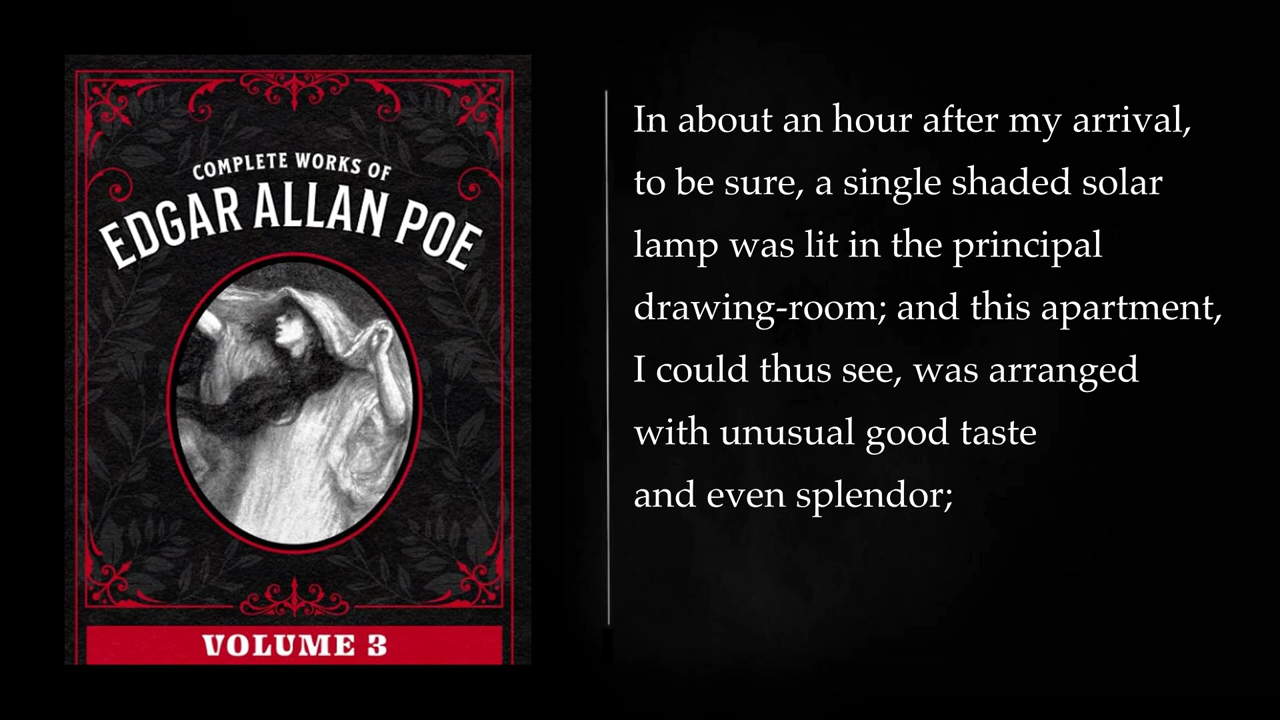 COMPLETE WORKS OF
EDGAR ALLAN POE
VOLUME 3
In about an hour after my arrival,
to be sure, a single shaded solar
lamp was lit in the principal
drawing-room; and this apartment,
I could thus see, was arranged
with unusual good taste
and even splendor;